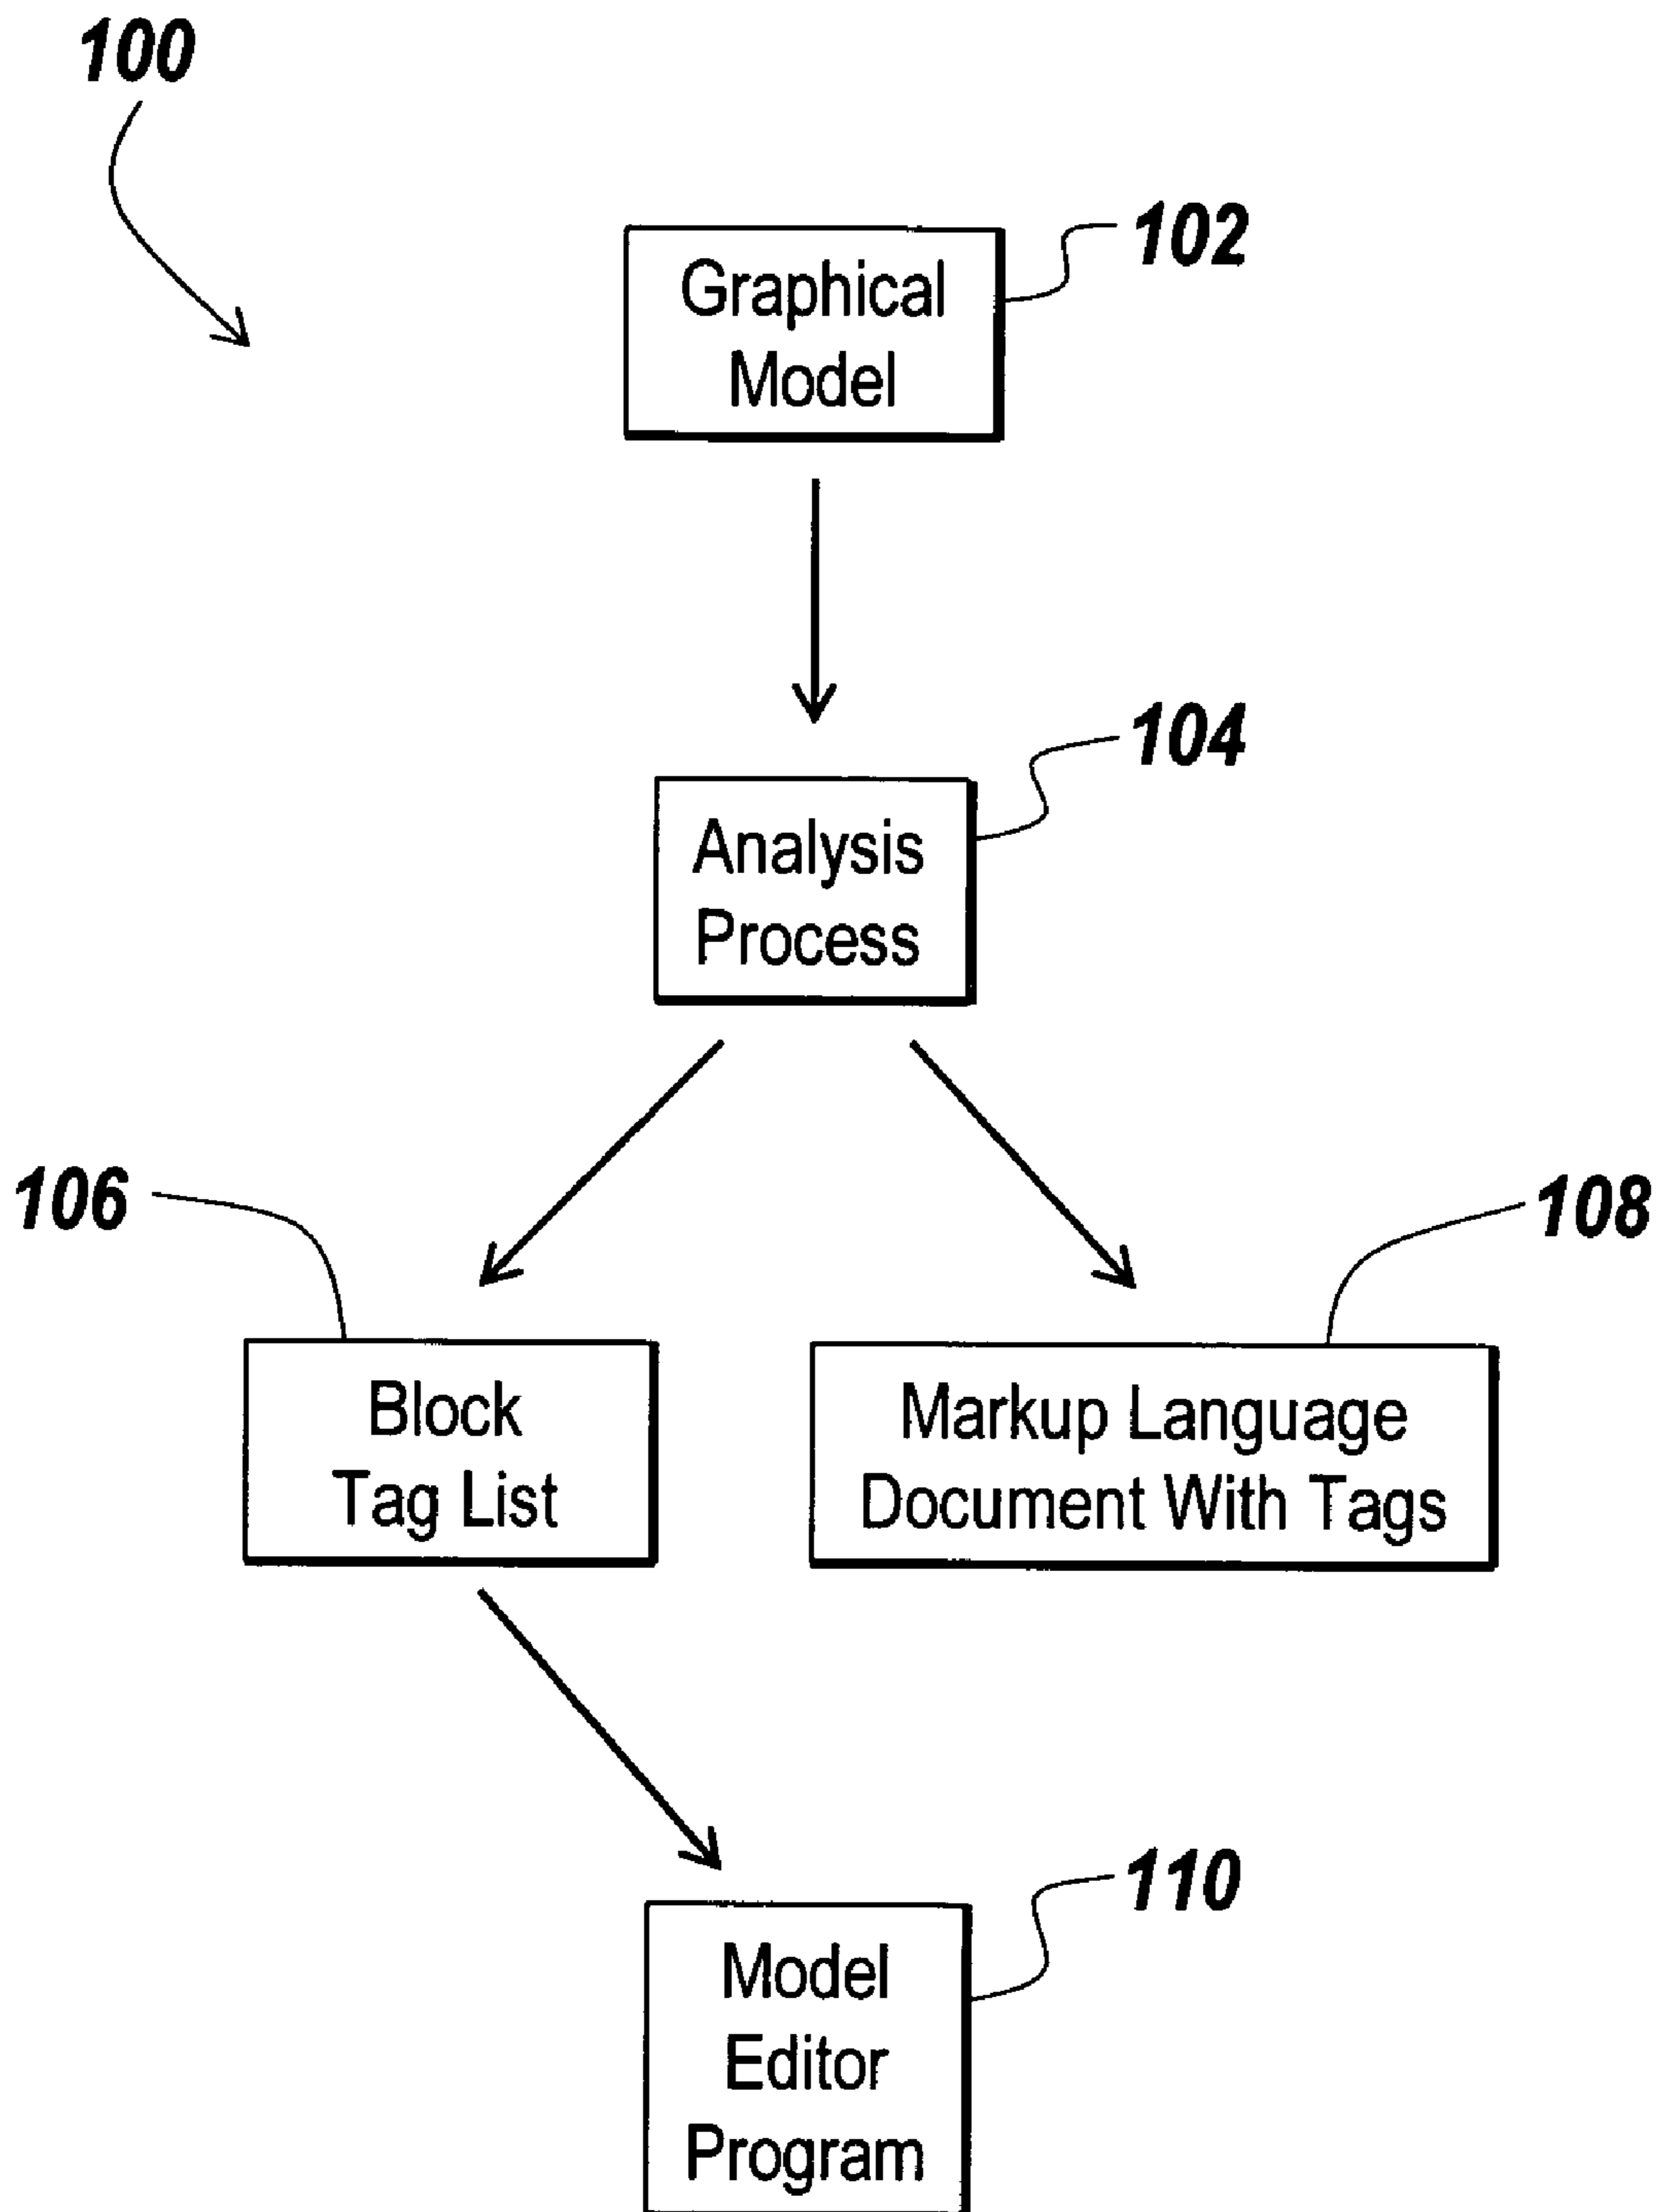 100
102
Graphical
Model
104
Analysis
Process
106
108
Block
Tag List
Markup Language
Document With Tags
110
Model
Editor
Program